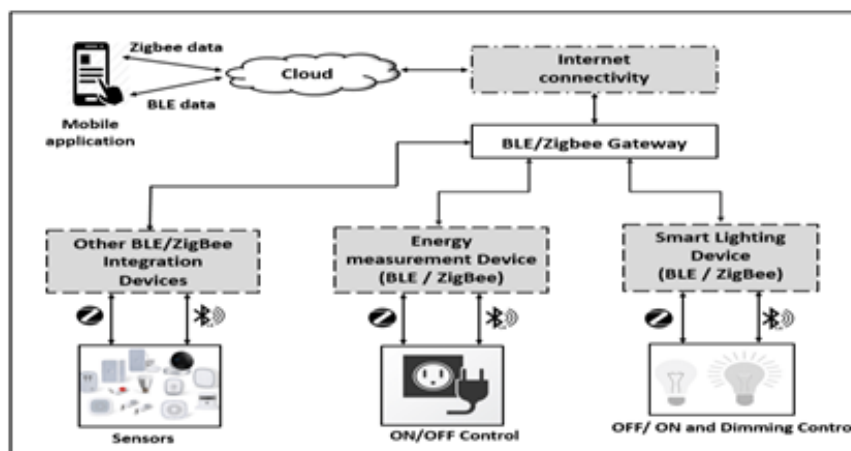 Zigbee data
Cloud
BLE data
Mobile
application
Internet
connectivity
BLE/Zigbee Gateway
Other BLE/ZigBee
Integration
Devices
Energy
measurement Device
(BLE / ZigBee)
Smart Lighting
Device
(BLE / ZigBee)
Sensors
ON/OFF Control
OFF/ ON and Dimming Control